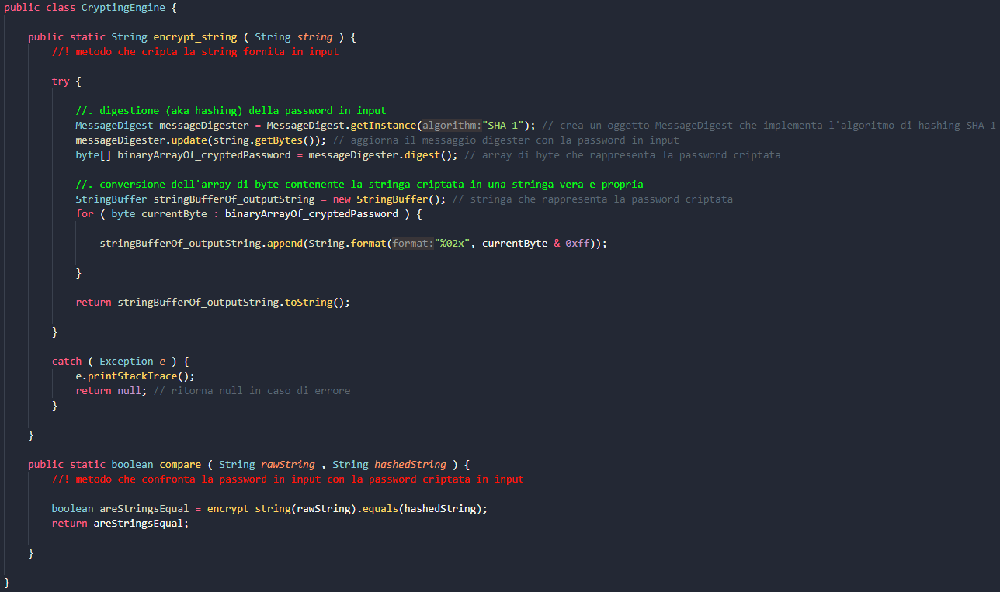 public class CryptingEngine {
public static String encrypt_string ( String string ) {
//! metodo che cripta la string fornita in input
try {
//. digestione (aka hashing) della password in input
MessageDigest messageDigester = MessageDigest.getInstance(algorithm:"SHA-1"); // crea un oggetto MessageDigest che implementa l'algoritmo di hashing SHA-1
messageDigester.update(string.getBytes()); // aggiorna il messaggio digester con la password in input
byte[] binaryArrayOf_cryptedPassword = messageDigester.digest(); // array di byte che rappresenta la password criptata
//. conversione dell'array di byte contenente la stringa criptata in una stringa vera e propria
StringBuffer stringBufferOf_outputString = new StringBuffer(); // stringa che rappresenta la password criptata
for ( byte currentByte : binaryArrayOf_cryptedPassword ) {
stringBufferOf_outputString.append(String.format(format:"%02x", currentByte & 0xff));
}
return stringBufferOf_outputString.toString();
}
catch ( Exception e ) {
e.printStackTrace();
return null; // ritorna null in caso di errore
}
}
public static boolean compare ( String rawString , String hashedString ) {
//! metodo che confronta la password in input con la password criptata in input
boolean areStringsEqual = encrypt_string(rawString).equals(hashedString);
return areStringsEqual;
}
}